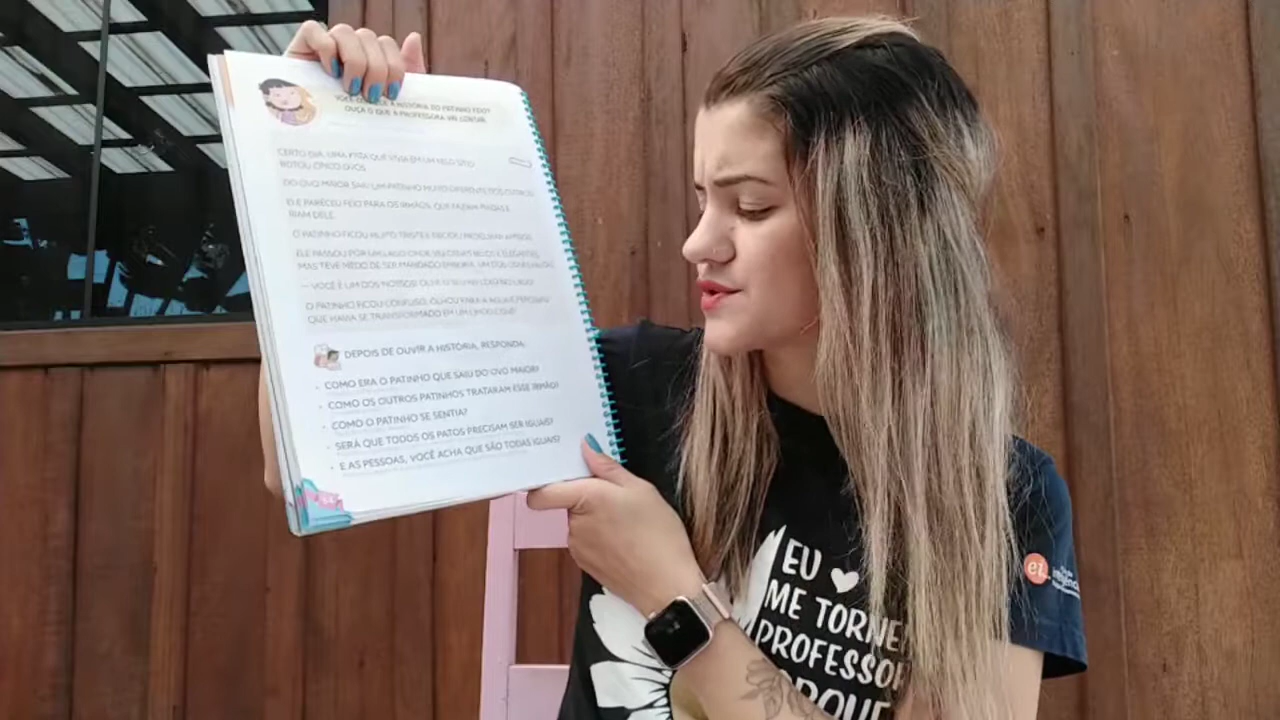 VOCÊ A HISTÓRIA DO PATINHO FEIO?
OUÇA O QUE A PROFESSORA VAI CONTAR.
CERTO DIA, UMA PATA QUE VIVIA EM UM BELO SÍTIO
BOTOU CINCO OVOS.
DO OVO MAIOR SAIU UM PATINHO MUITO DIFERENTE DOS OUTROS.
ELE PARECEU FEIO PARA OS IRMÃOS, QUE FAZIAM PIADAS E
RIAM DELE.
O PATINHO FICOU MUITO TRISTE E DECIDIU PROCURAR AMIGOS.
ELE PASSOU POR UM LAGO ONDE VIU CISNES BELOS E ELEGANTES,
MAS TEVE MEDO DE SER MANDADO EMBORA. UM DOS CISNES
— VOCÊ É UM DOS NOSSOS!
O PATINHO FICOU CONFUSO, OLHOU PARA A ÁGUA E PERCEBEU
QUE HAVIA SE TRANSFORMADO EM UM LINDO CISNE!
DEPOIS DE OUVIR A HISTÓRIA, RESPONDA:
• COMO ERA O PATINHO QUE SAIU DO OVO MAIOR?
• COMO OS OUTROS PATINHOS TRATARAM ESSE IRMÃO?
• COMO O PATINHO SE SENTIA?
• SERÁ QUE TODOS OS PATOS PRECISAM SER IGUAIS?
• E AS PESSOAS, VOCÊ ACHA QUE SÃO TODAS IGUAIS?
EU
ME TORNE
PROFESSOR
ei